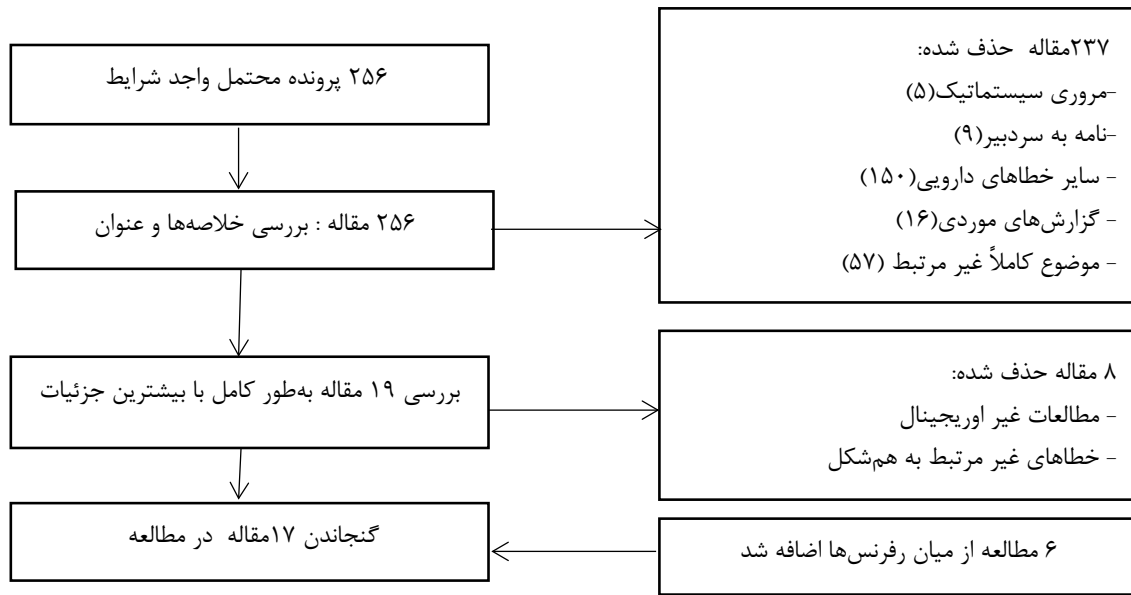 ۲۵۶ پرونده محتمل واجد شرایط
۲۵۶ مقاله : بررسی خلاصه‌ها و عنوان
۲۳۷مقاله  حذف شده:
-مروری سیستماتیک(۵)
-نامه به سردبیر(۹)
- سایر خطاهای دارویی(۱۵۰)
- گزارش‌های موردی(۱۶)
- موضوع کاملاً غیر مرتبط (۵۷)
بررسی ۱۹ مقاله به‌طور کامل با بیشترین جزئیات
۸ مقاله حذف شده:
- مطالعات غیر اوریجینال
- خطاهای غیر مرتبط به هم‌شکل
گنجاندن ۱۷مقاله  در مطالعه
۶ مطالعه از میان رفرنس‌ها اضافه شد